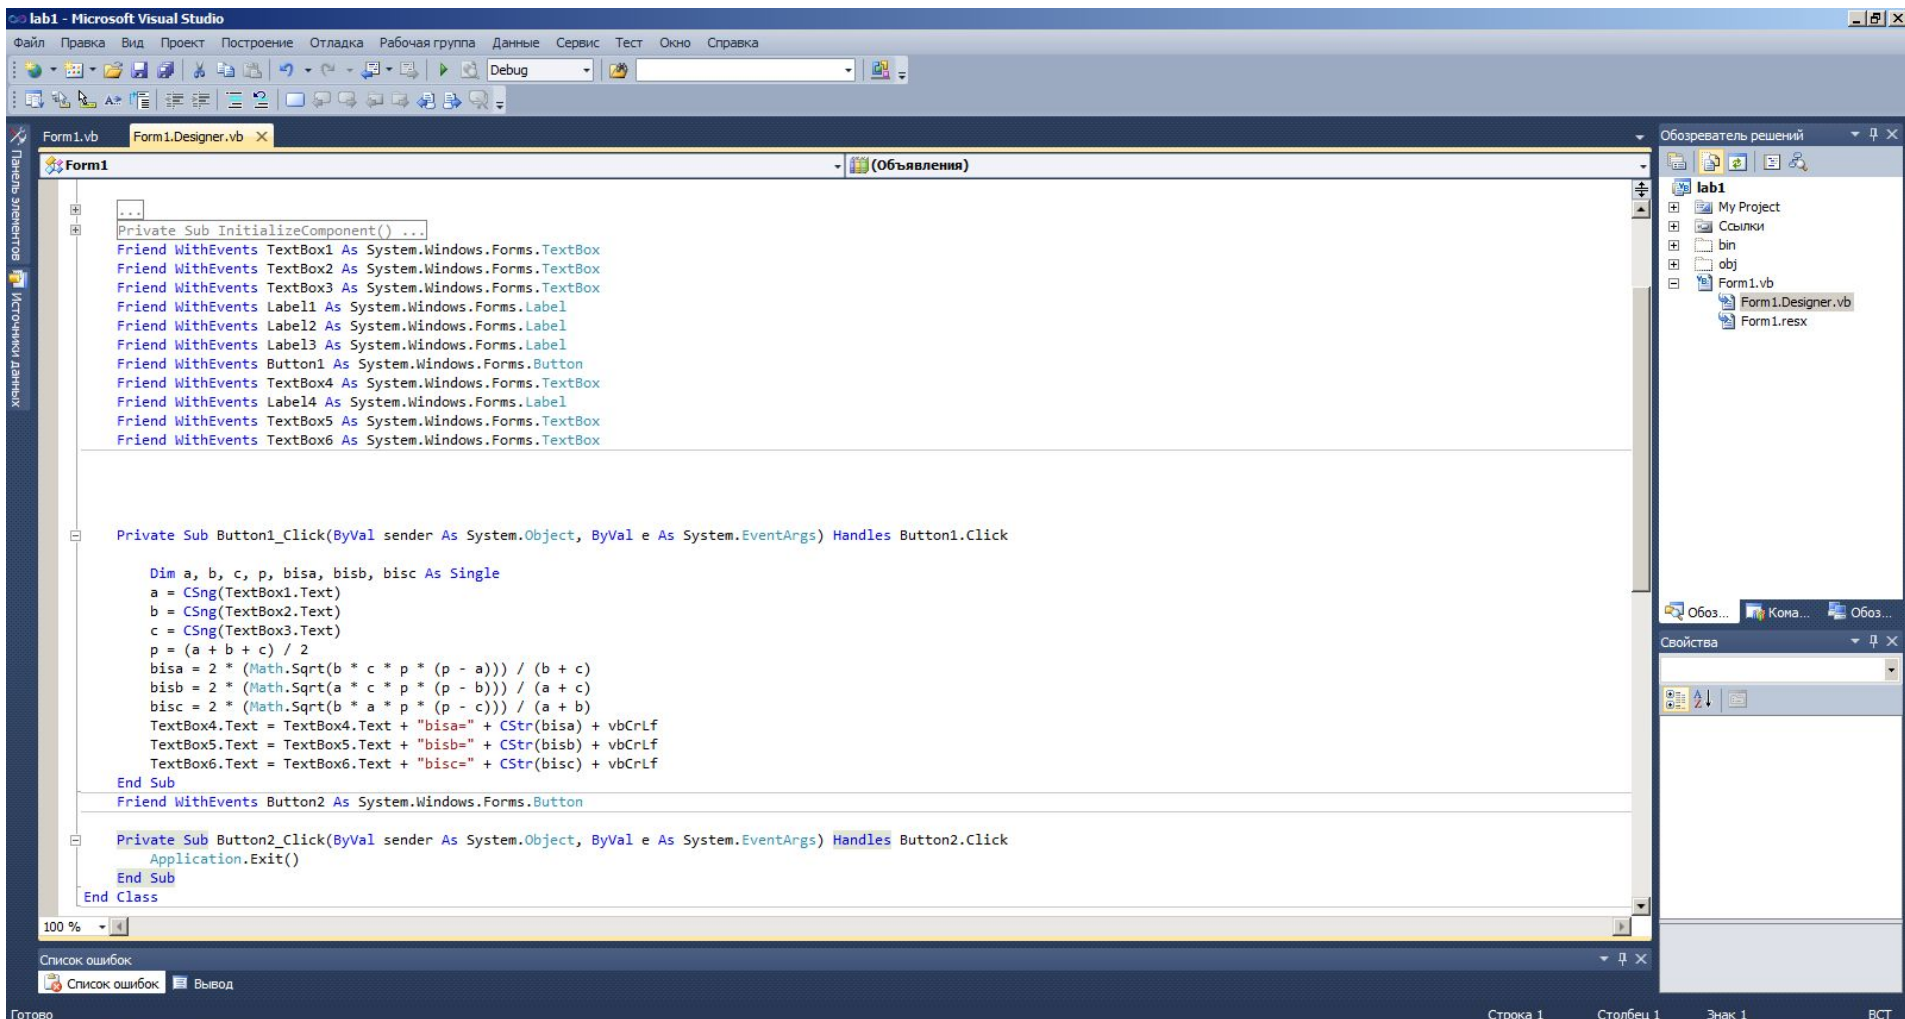 lab1 - Microsoft Visual Studio
Файл Правка Вид Проект Построение Отладка Рабочая группа Данные Сервис Тест Окно Справка
Debug
Панель элементов
Источники данных
Form1.vb Form1.Designer.vb
Form1 (Объявления)
...
Private Sub InitializeComponent() ...
Friend WithEvents TextBox1 As System.Windows.Forms.TextBox
Friend WithEvents TextBox2 As System.Windows.Forms.TextBox
Friend WithEvents TextBox3 As System.Windows.Forms.TextBox
Friend WithEvents Label1 As System.Windows.Forms.Label
Friend WithEvents Label2 As System.Windows.Forms.Label
Friend WithEvents Label3 As System.Windows.Forms.Label
Friend WithEvents Button1 As System.Windows.Forms.Button
Friend WithEvents TextBox4 As System.Windows.Forms.TextBox
Friend WithEvents Label4 As System.Windows.Forms.Label
Friend WithEvents TextBox5 As System.Windows.Forms.TextBox
Friend WithEvents TextBox6 As System.Windows.Forms.TextBox
Private Sub Button1_Click(ByVal sender As System.Object, ByVal e As System.EventArgs) Handles Button1.Click
Dim a, b, c, p, bisa, bisb, bisc As Single
a = CSng(TextBox1.Text)
b = CSng(TextBox2.Text)
c = CSng(TextBox3.Text)
p = (a + b + c) / 2
bisa = 2 * (Math.Sqrt(b * c * p * (p - a))) / (b + c)
bisb = 2 * (Math.Sqrt(a * c * p * (p - b))) / (a + c)
bisc = 2 * (Math.Sqrt(b * a * p * (p - c))) / (a + b)
TextBox4.Text = TextBox4.Text + "bisa=" + CStr(bisa) + vbCrLf
TextBox5.Text = TextBox5.Text + "bisb=" + CStr(bisb) + vbCrLf
TextBox6.Text = TextBox6.Text + "bisc=" + CStr(bisc) + vbCrLf
End Sub
Friend WithEvents Button2 As System.Windows.Forms.Button
Private Sub Button2_Click(ByVal sender As System.Object, ByVal e As System.EventArgs) Handles Button2.Click
Application.Exit()
End Sub
End Class
100 %
Список ошибок
Список ошибок Вывод
Обозреватель решений
lab1
My Project
Ссылки
bin
obj
Form1.vb
Form1.Designer.vb
Form1.resx
Обоз... Кома... Обоз...
Свойства
Готово Строка 1 Столбец 1 Знак 1 ВСТ